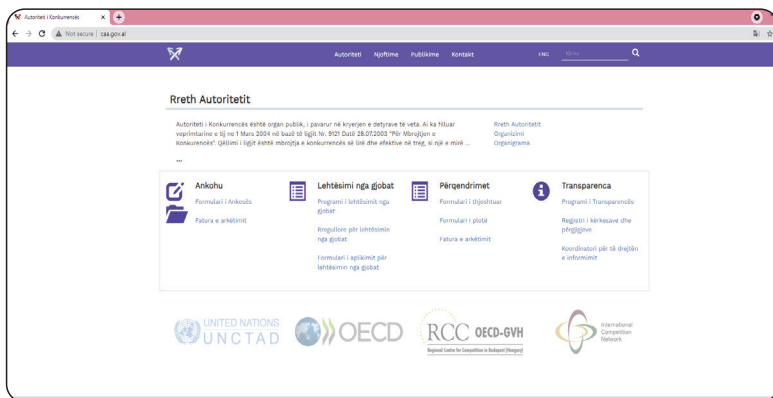 Autoriteti i Konkurrencës
Not secure | caa.gov.al
Autoriteti Njoftime Publikime Kontakt ENG
Rreth Autoritetit
Autoriteti i Konkurrencës është organ publik, i pavarur në kryerjen e detyrave të veta. Ai ka filluar
veprimtarinë e tij ne 1 Mars 2004 në bazë të ligjit Nr. 9121 Datë 28.07.2003 "Për Mbrojtjen e
Konkurencës". Qëllimi i ligjit është mbrojtja e konkurencës së lirë dhe efektive në treg, si një e mirë ...
...
Rreth Autoritetit
Organizimi
Organigrama
Ankohu
Formulari i Ankesës
Fatura e arkëtimit
Lehtësimi nga gjobat
Programi i lehtësimit nga
gjobat
Rregullore për lehtësimin
nga gjobat
Formulari i aplikimit për
lehtësimin nga gjobat
Përqendrimet
Formulari i thjeshtuar
Formulari i plotë
Fatura e arkëtimit
Transparenca
Programi i Transparencës
Regjistri i kërkesave dhe
përgjigjeve
Koordinatori për të drejtën
e informimit
UNITED NATIONS
UNCTAD
OECD
RCC OECD-GVH
Regional Centre for Competition in Budapest (Hungary)
International
Competition
Network